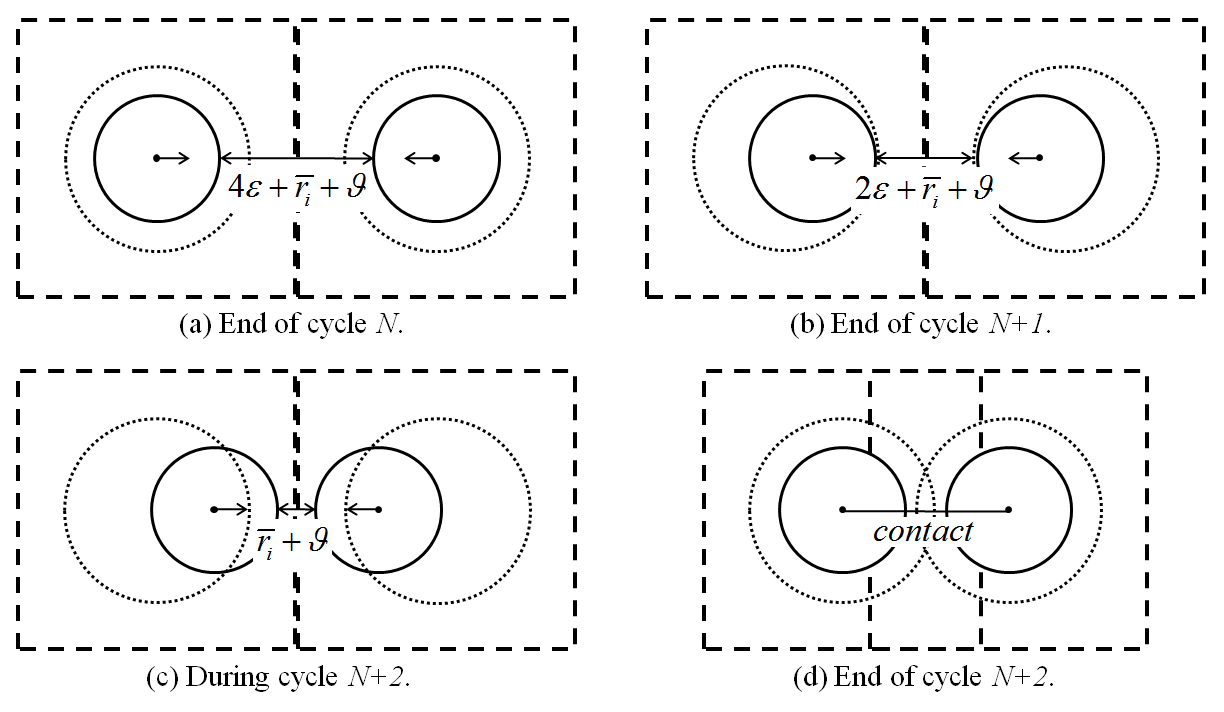 4ε + r̅ᵢ + ϑ
2ε + r̅ᵢ + ϑ
(a) End of cycle N.
(b) End of cycle N+1.
r̅ᵢ + ϑ
contact
(c) During cycle N+2.
(d) End of cycle N+2.